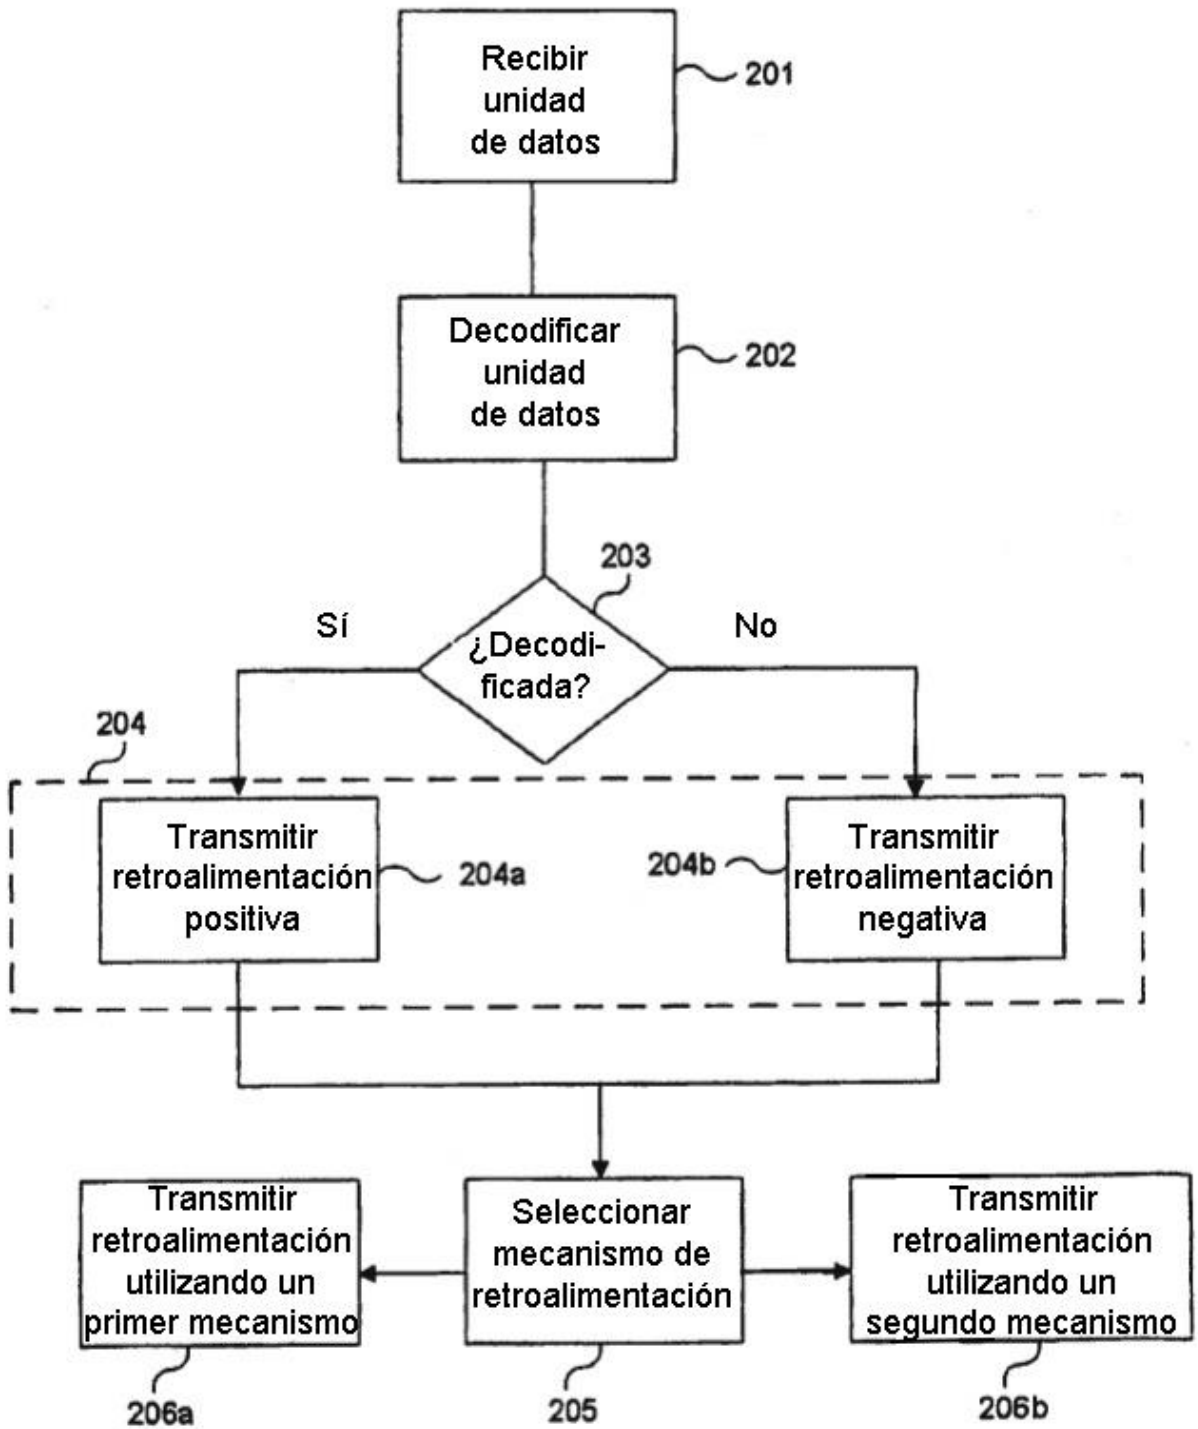 Recibir
unidad
de datos
201
Decodificar
unidad
de datos
202
203
Sí
No
¿Decodi-
ficada?
204
Transmitir
retroalimentación
positiva
204a
204b
Transmitir
retroalimentación
negativa
Transmitir
retroalimentación
utilizando un
primer mecanismo
Seleccionar
mecanismo de
retroalimentación
Transmitir
retroalimentación
utilizando un
segundo mecanismo
206a
205
206b